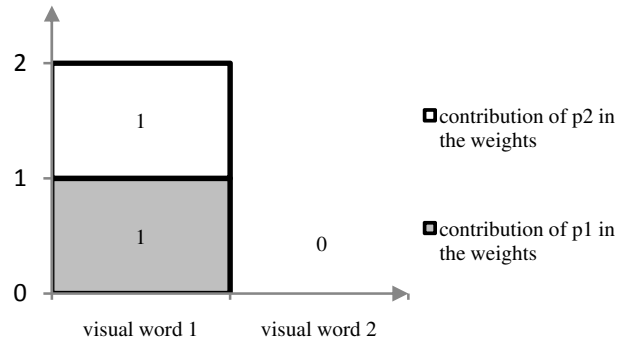 2
1
contribution of p2 in
the weights
1
1
contribution of p1 in
the weights
0
0
visual word 1
visual word 2